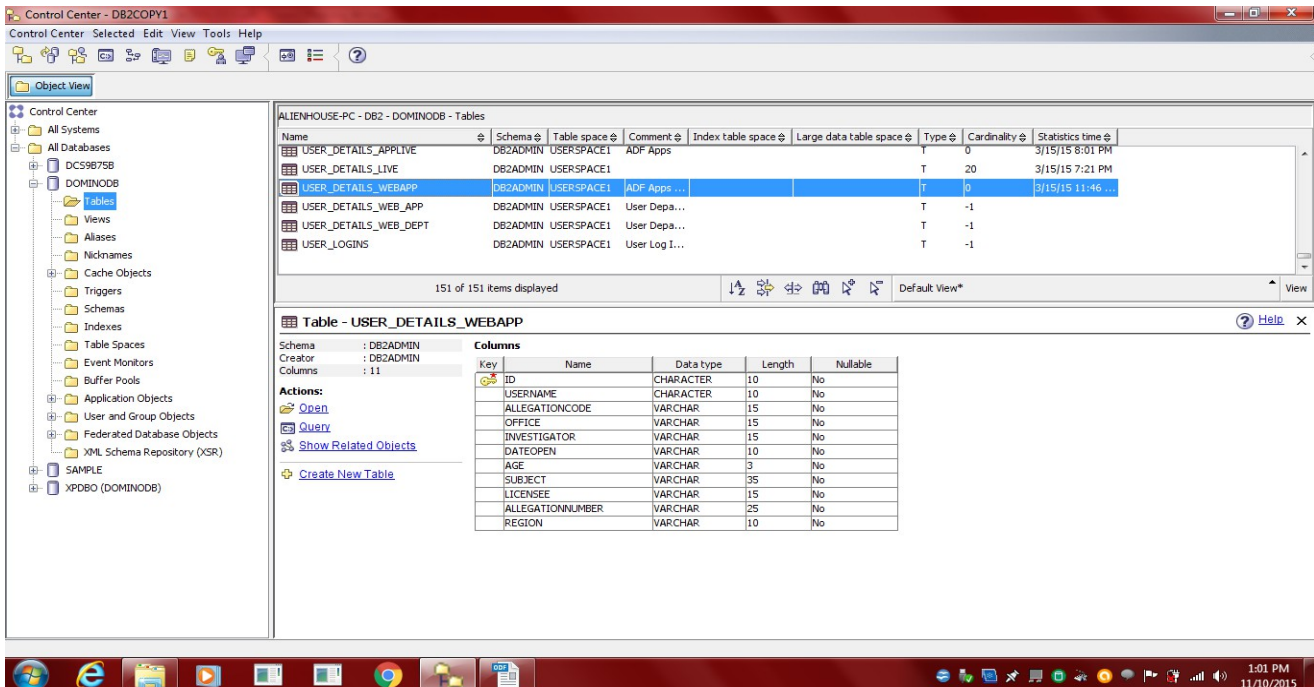 Control Center - DB2COPY1
Control Center Selected Edit View Tools Help
Object View
Control Center
All Systems
All Databases
DCS9B75B
DOMINODB
Tables
Views
Aliases
Nicknames
Cache Objects
Triggers
Schemas
Indexes
Table Spaces
Event Monitors
Buffer Pools
Application Objects
User and Group Objects
Federated Database Objects
XML Schema Repository (XSR)
SAMPLE
XPDBO (DOMINODB)
ALIENHOUSE-PC - DB2 - DOMINODB - Tables
Name Schema Table space Comment Index table space Large data table space Type Cardinality Statistics time
USER_DETAILS_APPLIVE DB2ADMIN USERSPACE1 ADF Apps T 0 3/15/15 8:01 PM
USER_DETAILS_LIVE DB2ADMIN USERSPACE1 T 20 3/15/15 7:21 PM
USER_DETAILS_WEBAPP DB2ADMIN USERSPACE1 ADF Apps ... T 0 3/15/15 11:46 ...
USER_DETAILS_WEB_APP DB2ADMIN USERSPACE1 User Depa... T -1
USER_DETAILS_WEB_DEPT DB2ADMIN USERSPACE1 User Depa... T -1
USER_LOGINS DB2ADMIN USERSPACE1 User Log I... T -1
151 of 151 items displayed Default View* View
Table - USER_DETAILS_WEBAPP Help
Schema : DB2ADMIN
Creator : DB2ADMIN
Columns : 11
Actions:
Open
Query
Show Related Objects
Create New Table
Columns
Key Name Data type Length Nullable
ID CHARACTER 10 No
USERNAME CHARACTER 10 No
ALLEGATIONCODE VARCHAR 15 No
OFFICE VARCHAR 15 No
INVESTIGATOR VARCHAR 15 No
DATEOPEN VARCHAR 10 No
AGE VARCHAR 3 No
SUBJECT VARCHAR 35 No
LICENSEE VARCHAR 15 No
ALLEGATIONNUMBER VARCHAR 25 No
REGION VARCHAR 10 No
1:01 PM
11/10/2015